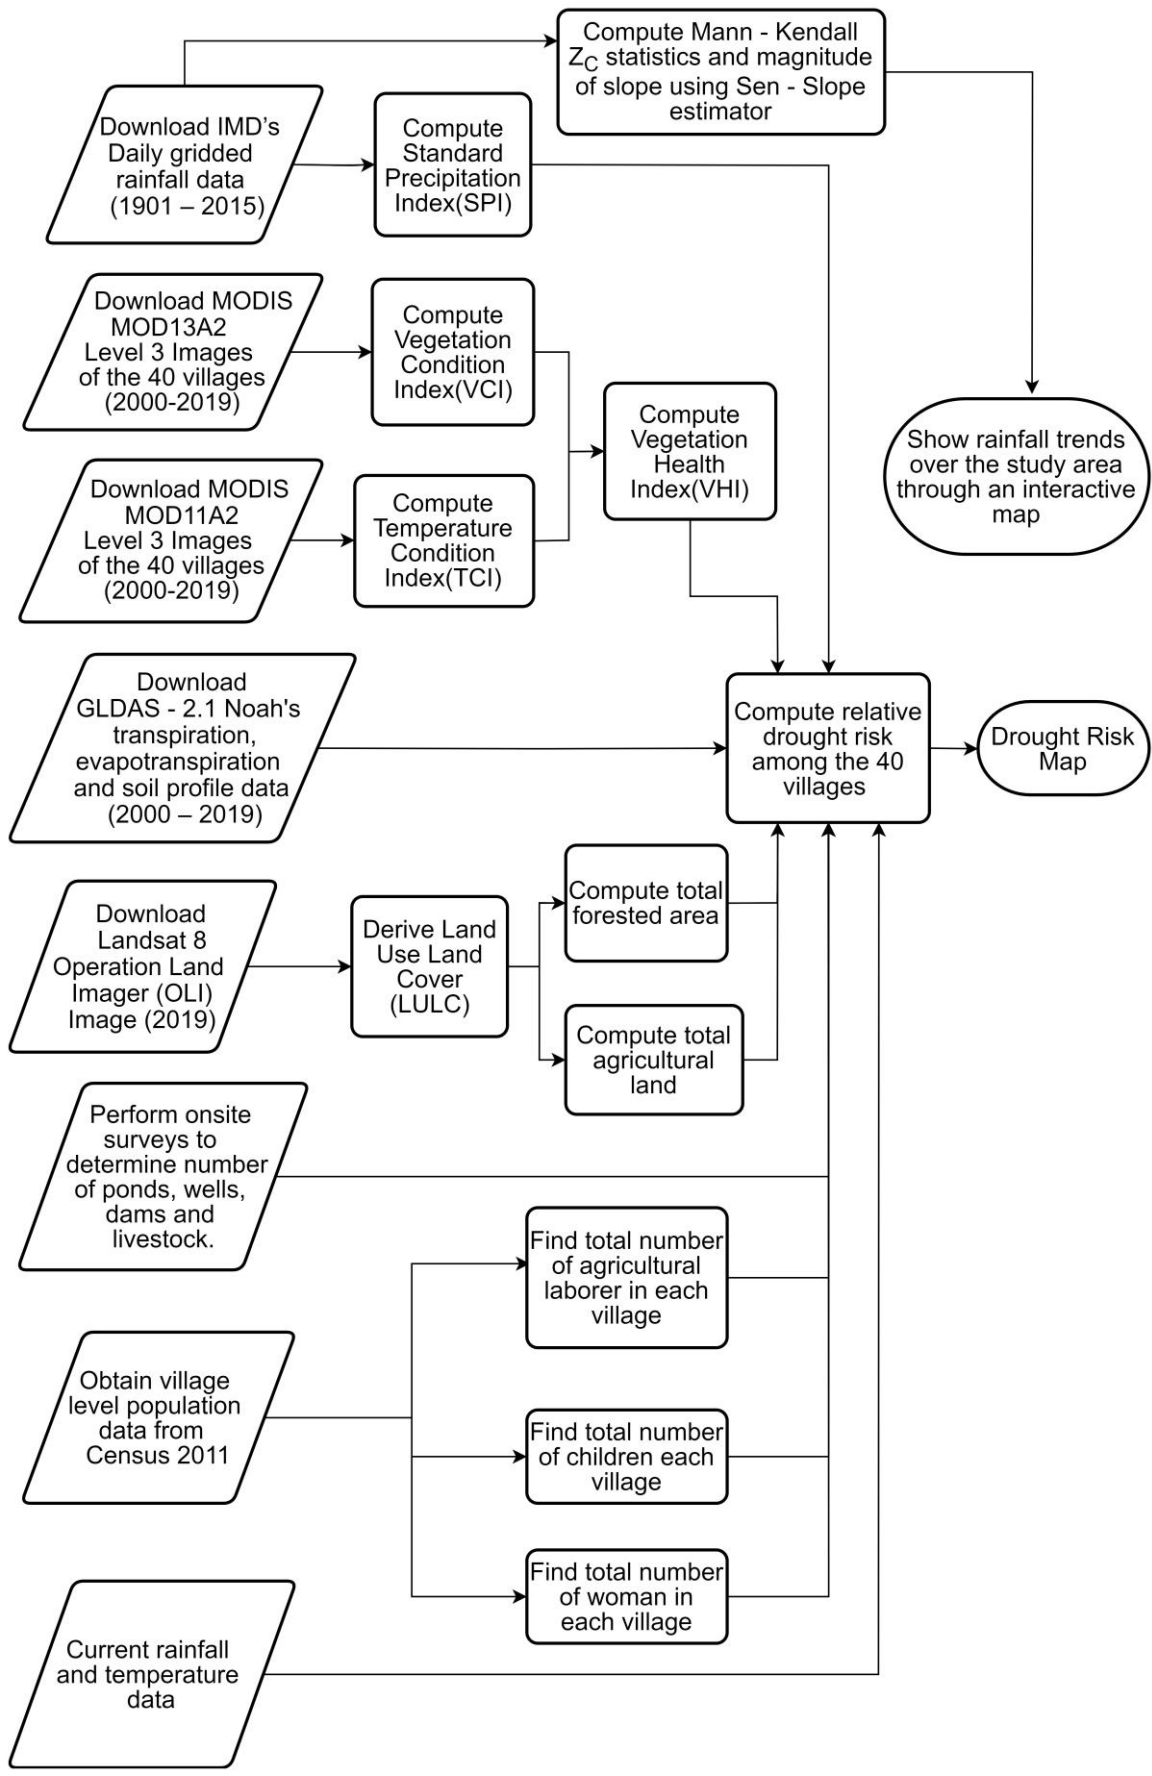 Compute Mann - Kendall
ZC statistics and magnitude
of slope using Sen - Slope
estimator
Download IMD's
Daily gridded
rainfall data
(1901 – 2015)
Compute
Standard
Precipitation
Index(SPI)
Download MODIS
MOD13A2
Level 3 Images
of the 40 villages
(2000-2019)
Compute
Vegetation
Condition
Index(VCI)
Compute
Vegetation
Health
Index(VHI)
Show rainfall trends
over the study area
through an interactive
map
Download MODIS
MOD11A2
Level 3 Images
of the 40 villages
(2000-2019)
Compute
Temperature
Condition
Index(TCI)
Download
GLDAS - 2.1 Noah's
transpiration,
evapotranspiration
and soil profile data
(2000 – 2019)
Compute relative
drought risk
among the 40
villages
Drought Risk
Map
Download
Landsat 8
Operation Land
Imager (OLI)
Image (2019)
Derive Land
Use Land
Cover
(LULC)
Compute total
forested area
Compute total
agricultural
land
Perform onsite
surveys to
determine number
of ponds, wells,
dams and
livestock.
Find total number
of agricultural
laborer in each
village
Obtain village
level population
data from
Census 2011
Find total number
of children each
village
Find total number
of woman in
each village
Current rainfall
and temperature
data